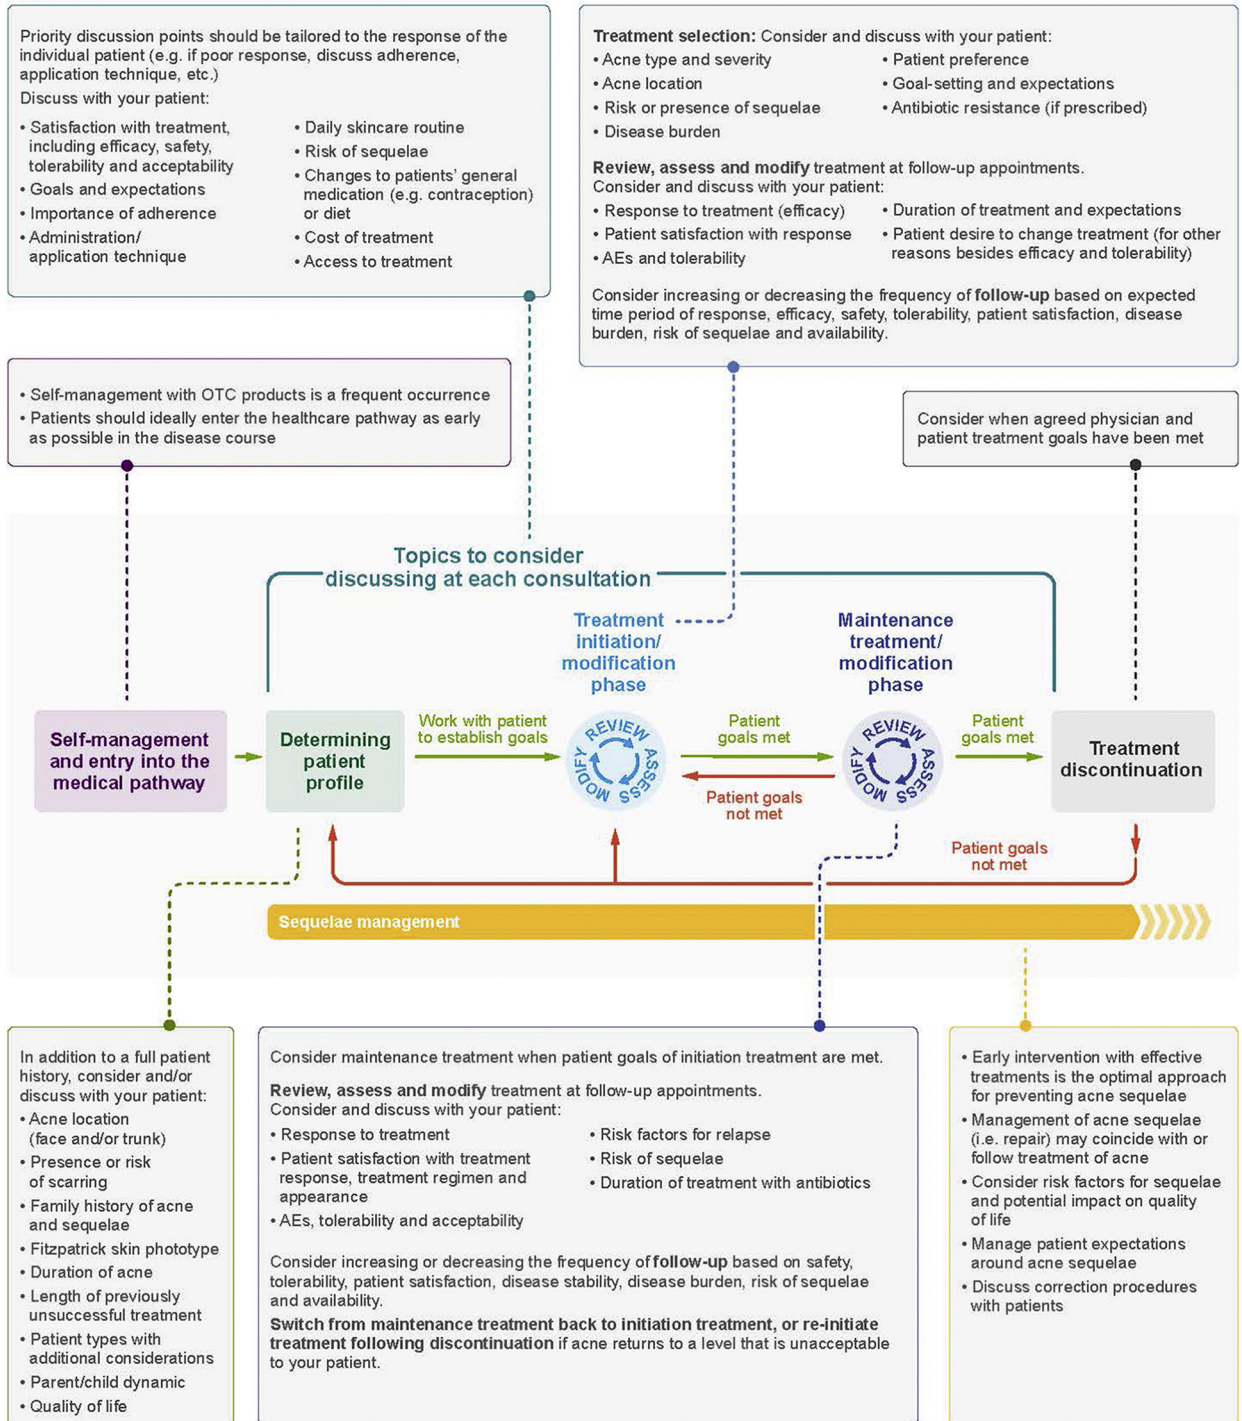 Priority discussion points should be tailored to the response of the
individual patient (e.g. if poor response, discuss adherence,
application technique, etc.)
Discuss with your patient:
• Satisfaction with treatment,
including efficacy, safety,
tolerability and acceptability
• Goals and expectations
• Importance of adherence
• Administration/
application technique
• Daily skincare routine
• Risk of sequelae
• Changes to patients' general
medication (e.g. contraception)
or diet
• Cost of treatment
• Access to treatment
Treatment selection: Consider and discuss with your patient:
• Acne type and severity
• Acne location
• Risk or presence of sequelae
• Disease burden
• Patient preference
• Goal-setting and expectations
• Antibiotic resistance (if prescribed)
Review, assess and modify treatment at follow-up appointments.
Consider and discuss with your patient:
• Response to treatment (efficacy)
• Patient satisfaction with response
• AEs and tolerability
• Duration of treatment and expectations
• Patient desire to change treatment (for other
reasons besides efficacy and tolerability)
Consider increasing or decreasing the frequency of follow-up based on expected
time period of response, efficacy, safety, tolerability, patient satisfaction, disease
burden, risk of sequelae and availability.
• Self-management with OTC products is a frequent occurrence
• Patients should ideally enter the healthcare pathway as early
as possible in the disease course
Consider when agreed physician and
patient treatment goals have been met
Topics to consider
discussing at each consultation
Treatment
initiation/
modification
phase
Maintenance
treatment/
modification
phase
Self-management
and entry into the
medical pathway
Determining
patient
profile
Work with patient
to establish goals
REVIEW ASSESS MODIFY
Patient
goals met
Patient goals
not met
REVIEW ASSESS MODIFY
Patient
goals met
Treatment
discontinuation
Patient goals
not met
Sequelae management
In addition to a full patient
history, consider and/or
discuss with your patient:
• Acne location
(face and/or trunk)
• Presence or risk
of scarring
• Family history of acne
and sequelae
• Fitzpatrick skin phototype
• Duration of acne
• Length of previously
unsuccessful treatment
• Patient types with
additional considerations
• Parent/child dynamic
• Quality of life
Consider maintenance treatment when patient goals of initiation treatment are met.
Review, assess and modify treatment at follow-up appointments.
Consider and discuss with your patient:
• Response to treatment
• Patient satisfaction with treatment
response, treatment regimen and
appearance
• AEs, tolerability and acceptability
• Risk factors for relapse
• Risk of sequelae
• Duration of treatment with antibiotics
Consider increasing or decreasing the frequency of follow-up based on safety,
tolerability, patient satisfaction, disease stability, disease burden, risk of sequelae
and availability.
Switch from maintenance treatment back to initiation treatment, or re-initiate
treatment following discontinuation if acne returns to a level that is unacceptable
to your patient.
• Early intervention with effective
treatments is the optimal approach
for preventing acne sequelae
• Management of acne sequelae
(i.e. repair) may coincide with or
follow treatment of acne
• Consider risk factors for sequelae
and potential impact on quality
of life
• Manage patient expectations
around acne sequelae
• Discuss correction procedures
with patients